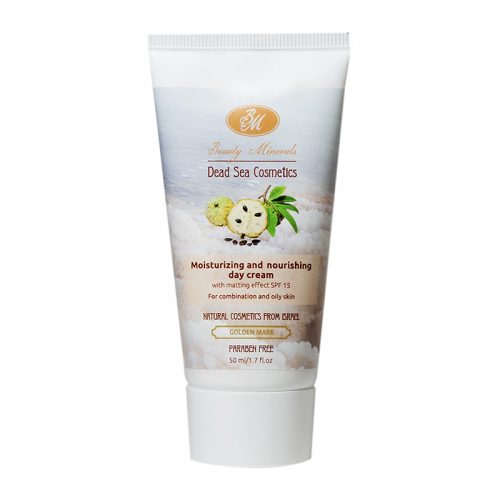 BM
Beauty Minerals
Dead Sea Cosmetics
Moisturizing and nourishing
day cream
with matting effect SPF 15
For combination and oily skin
NATURAL COSMETICS FROM ISRAEL
GOLDEN MARK
PARABEN FREE
50 ml/1.7 fl.oz